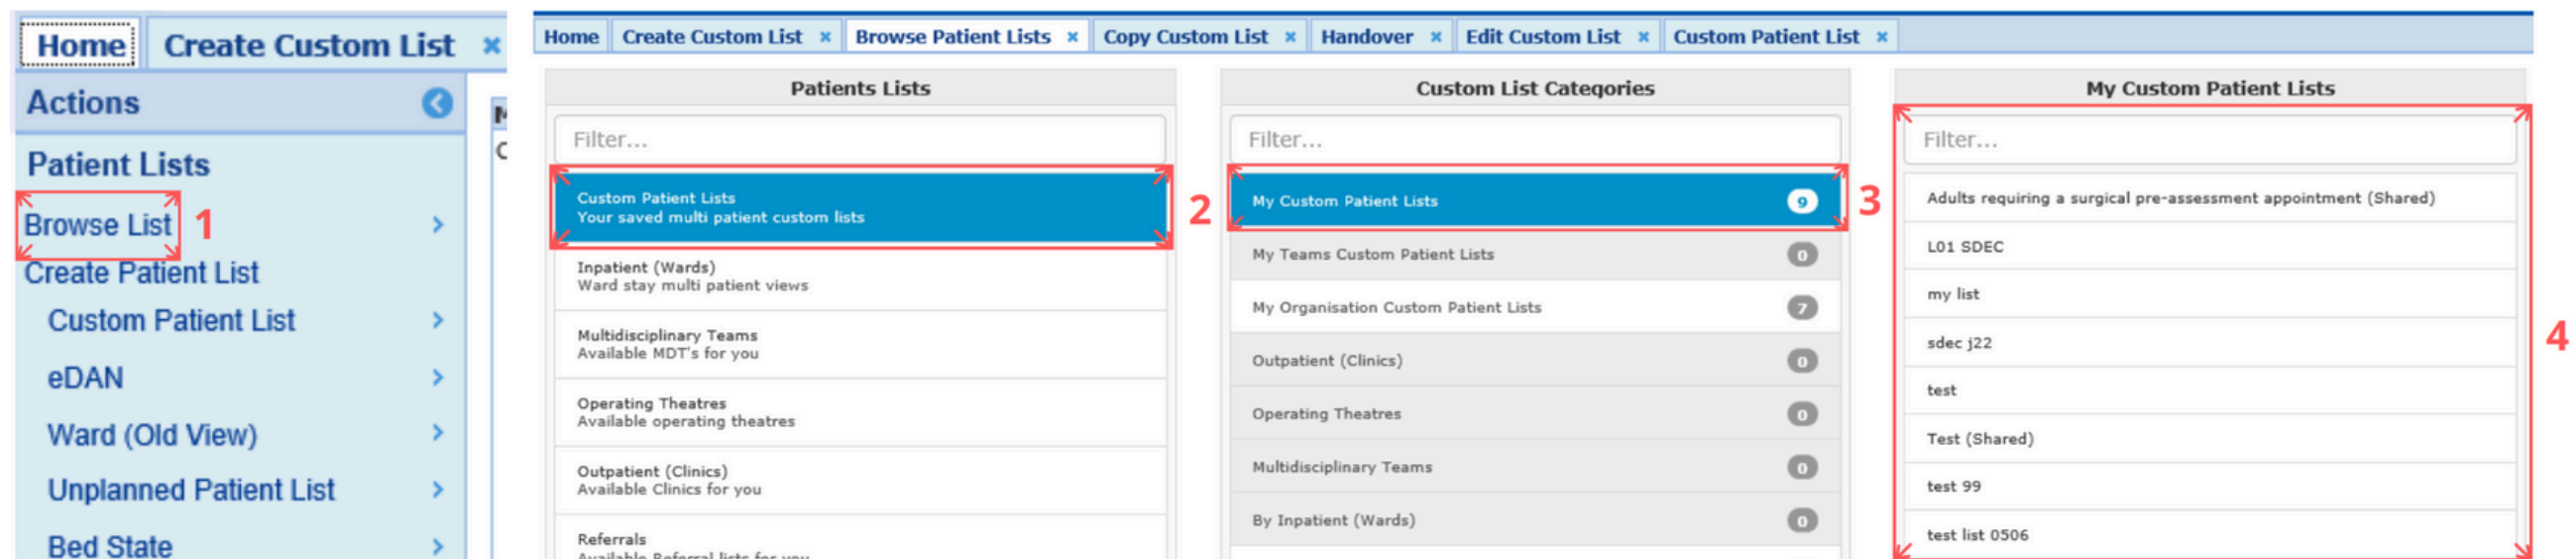 Home Create Custom List ×
Actions
Patient Lists
Browse List 1
Create Patient List
Custom Patient List
eDAN
Ward (Old View)
Unplanned Patient List
Bed State
Home Create Custom List × Browse Patient Lists × Copy Custom List × Handover × Edit Custom List × Custom Patient List ×
Patients Lists
Filter...
Custom Patient Lists
Your saved multi patient custom lists
2
Inpatient (Wards)
Ward stay multi patient views
Multidisciplinary Teams
Available MDT's for you
Operating Theatres
Available operating theatres
Outpatient (Clinics)
Available Clinics for you
Referrals
Available Referral lists for you
Custom List Categories
Filter...
My Custom Patient Lists 9
3
My Teams Custom Patient Lists 0
My Organisation Custom Patient Lists 7
Outpatient (Clinics) 0
Operating Theatres 0
Multidisciplinary Teams 0
By Inpatient (Wards) 0
My Custom Patient Lists
Filter...
Adults requiring a surgical pre-assessment appointment (Shared)
L01 SDEC
my list
sdec j22
4
test
Test (Shared)
test 99
test list 0506